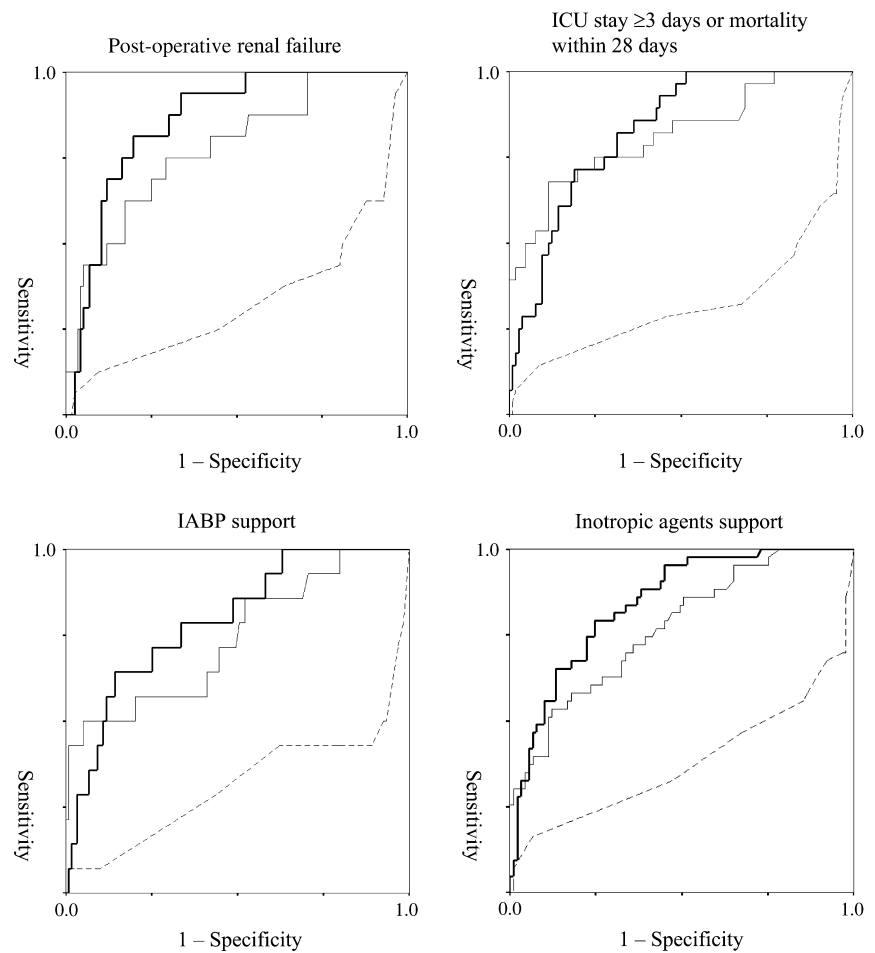 Post-operative renal failure
1.0
Sensitivity
0.0
1.0
1 – Specificity
ICU stay ≥3 days or mortality
within 28 days
1.0
Sensitivity
0.0
1.0
1 – Specificity
IABP support
1.0
Sensitivity
0.0
1.0
1 – Specificity
Inotropic agents support
1.0
Sensitivity
0.0
1.0
1 – Specificity